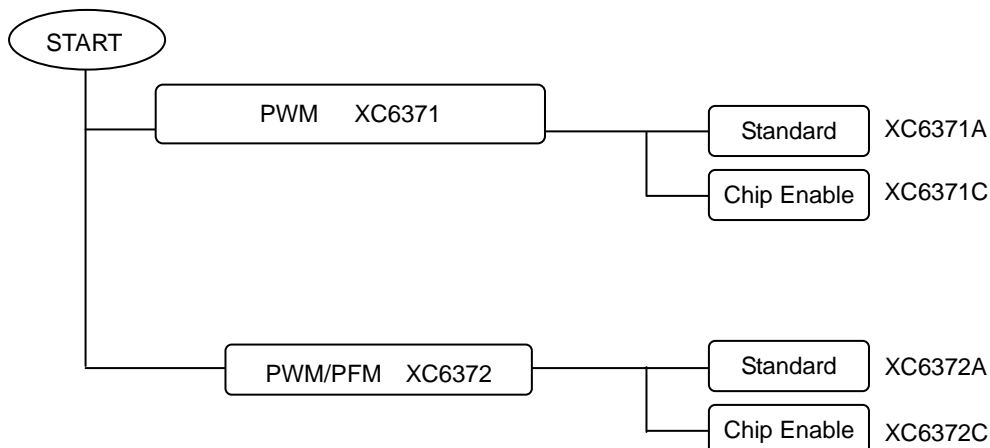 START
PWM XC6371
Standard XC6371A
Chip Enable XC6371C
PWM/PFM XC6372
Standard XC6372A
Chip Enable XC6372C